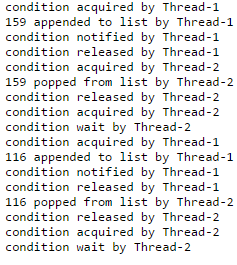 condition acquired by Thread-1
159 appended to list by Thread-1
condition notified by Thread-1
condition released by Thread-1
condition acquired by Thread-2
159 popped from list by Thread-2
condition released by Thread-2
condition acquired by Thread-2
condition wait by Thread-2
condition acquired by Thread-1
116 appended to list by Thread-1
condition notified by Thread-1
condition released by Thread-1
116 popped from list by Thread-2
condition released by Thread-2
condition acquired by Thread-2
condition wait by Thread-2